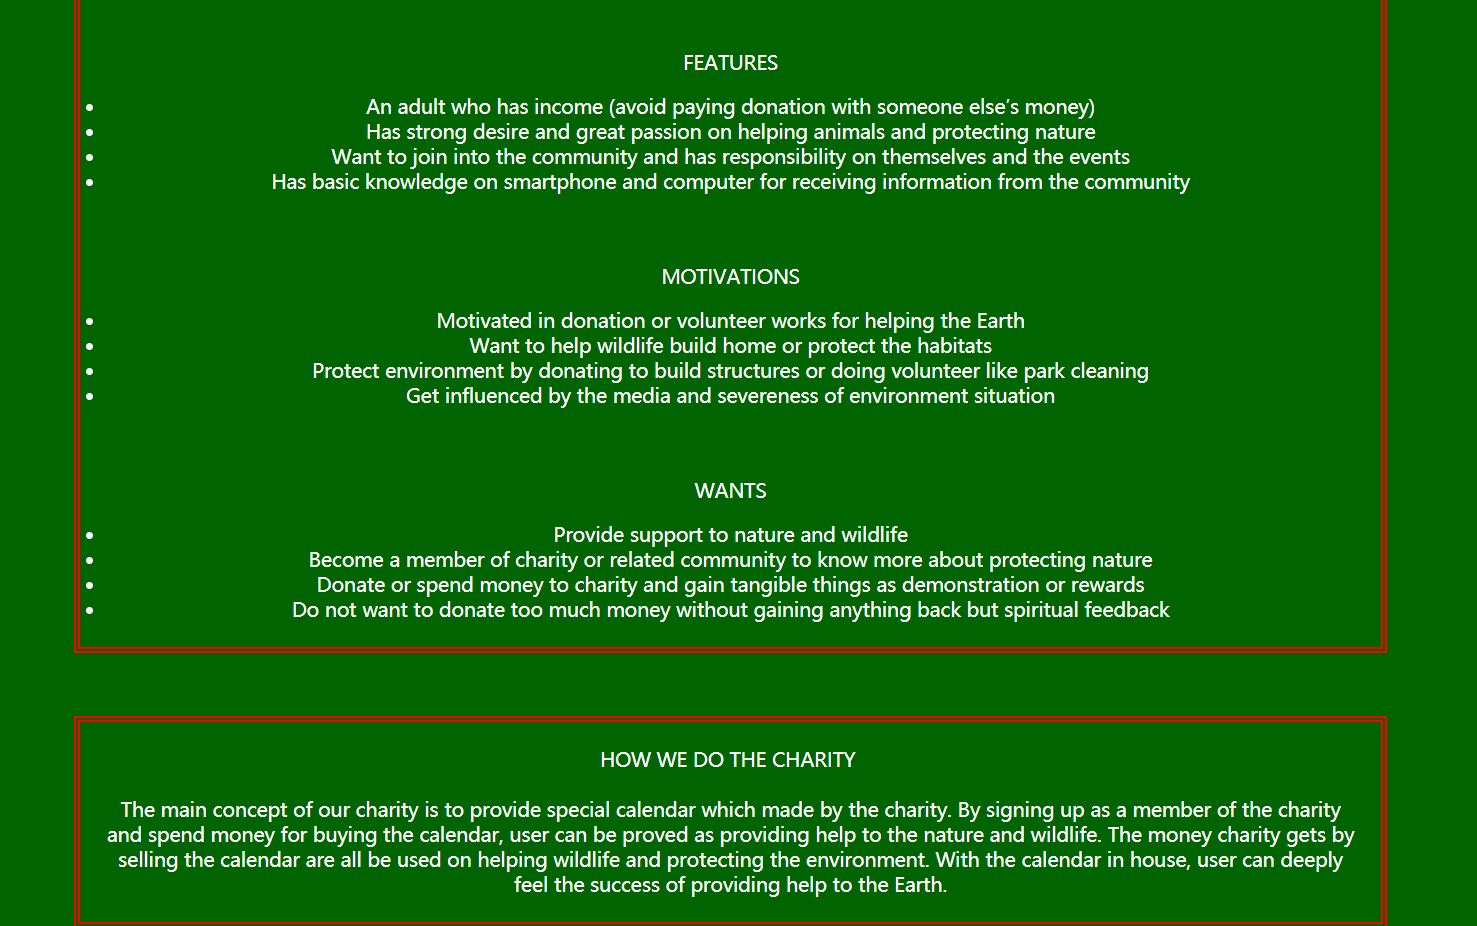 FEATURES
• An adult who has income (avoid paying donation with someone else's money)
• Has strong desire and great passion on helping animals and protecting nature
• Want to join into the community and has responsibility on themselves and the events
• Has basic knowledge on smartphone and computer for receiving information from the community
MOTIVATIONS
• Motivated in donation or volunteer works for helping the Earth
• Want to help wildlife build home or protect the habitats
• Protect environment by donating to build structures or doing volunteer like park cleaning
• Get influenced by the media and severeness of environment situation
WANTS
• Provide support to nature and wildlife
• Become a member of charity or related community to know more about protecting nature
• Donate or spend money to charity and gain tangible things as demonstration or rewards
• Do not want to donate too much money without gaining anything back but spiritual feedback
HOW WE DO THE CHARITY
The main concept of our charity is to provide special calendar which made by the charity. By signing up as a member of the charity
and spend money for buying the calendar, user can be proved as providing help to the nature and wildlife. The money charity gets by
selling the calendar are all be used on helping wildlife and protecting the environment. With the calendar in house, user can deeply
feel the success of providing help to the Earth.